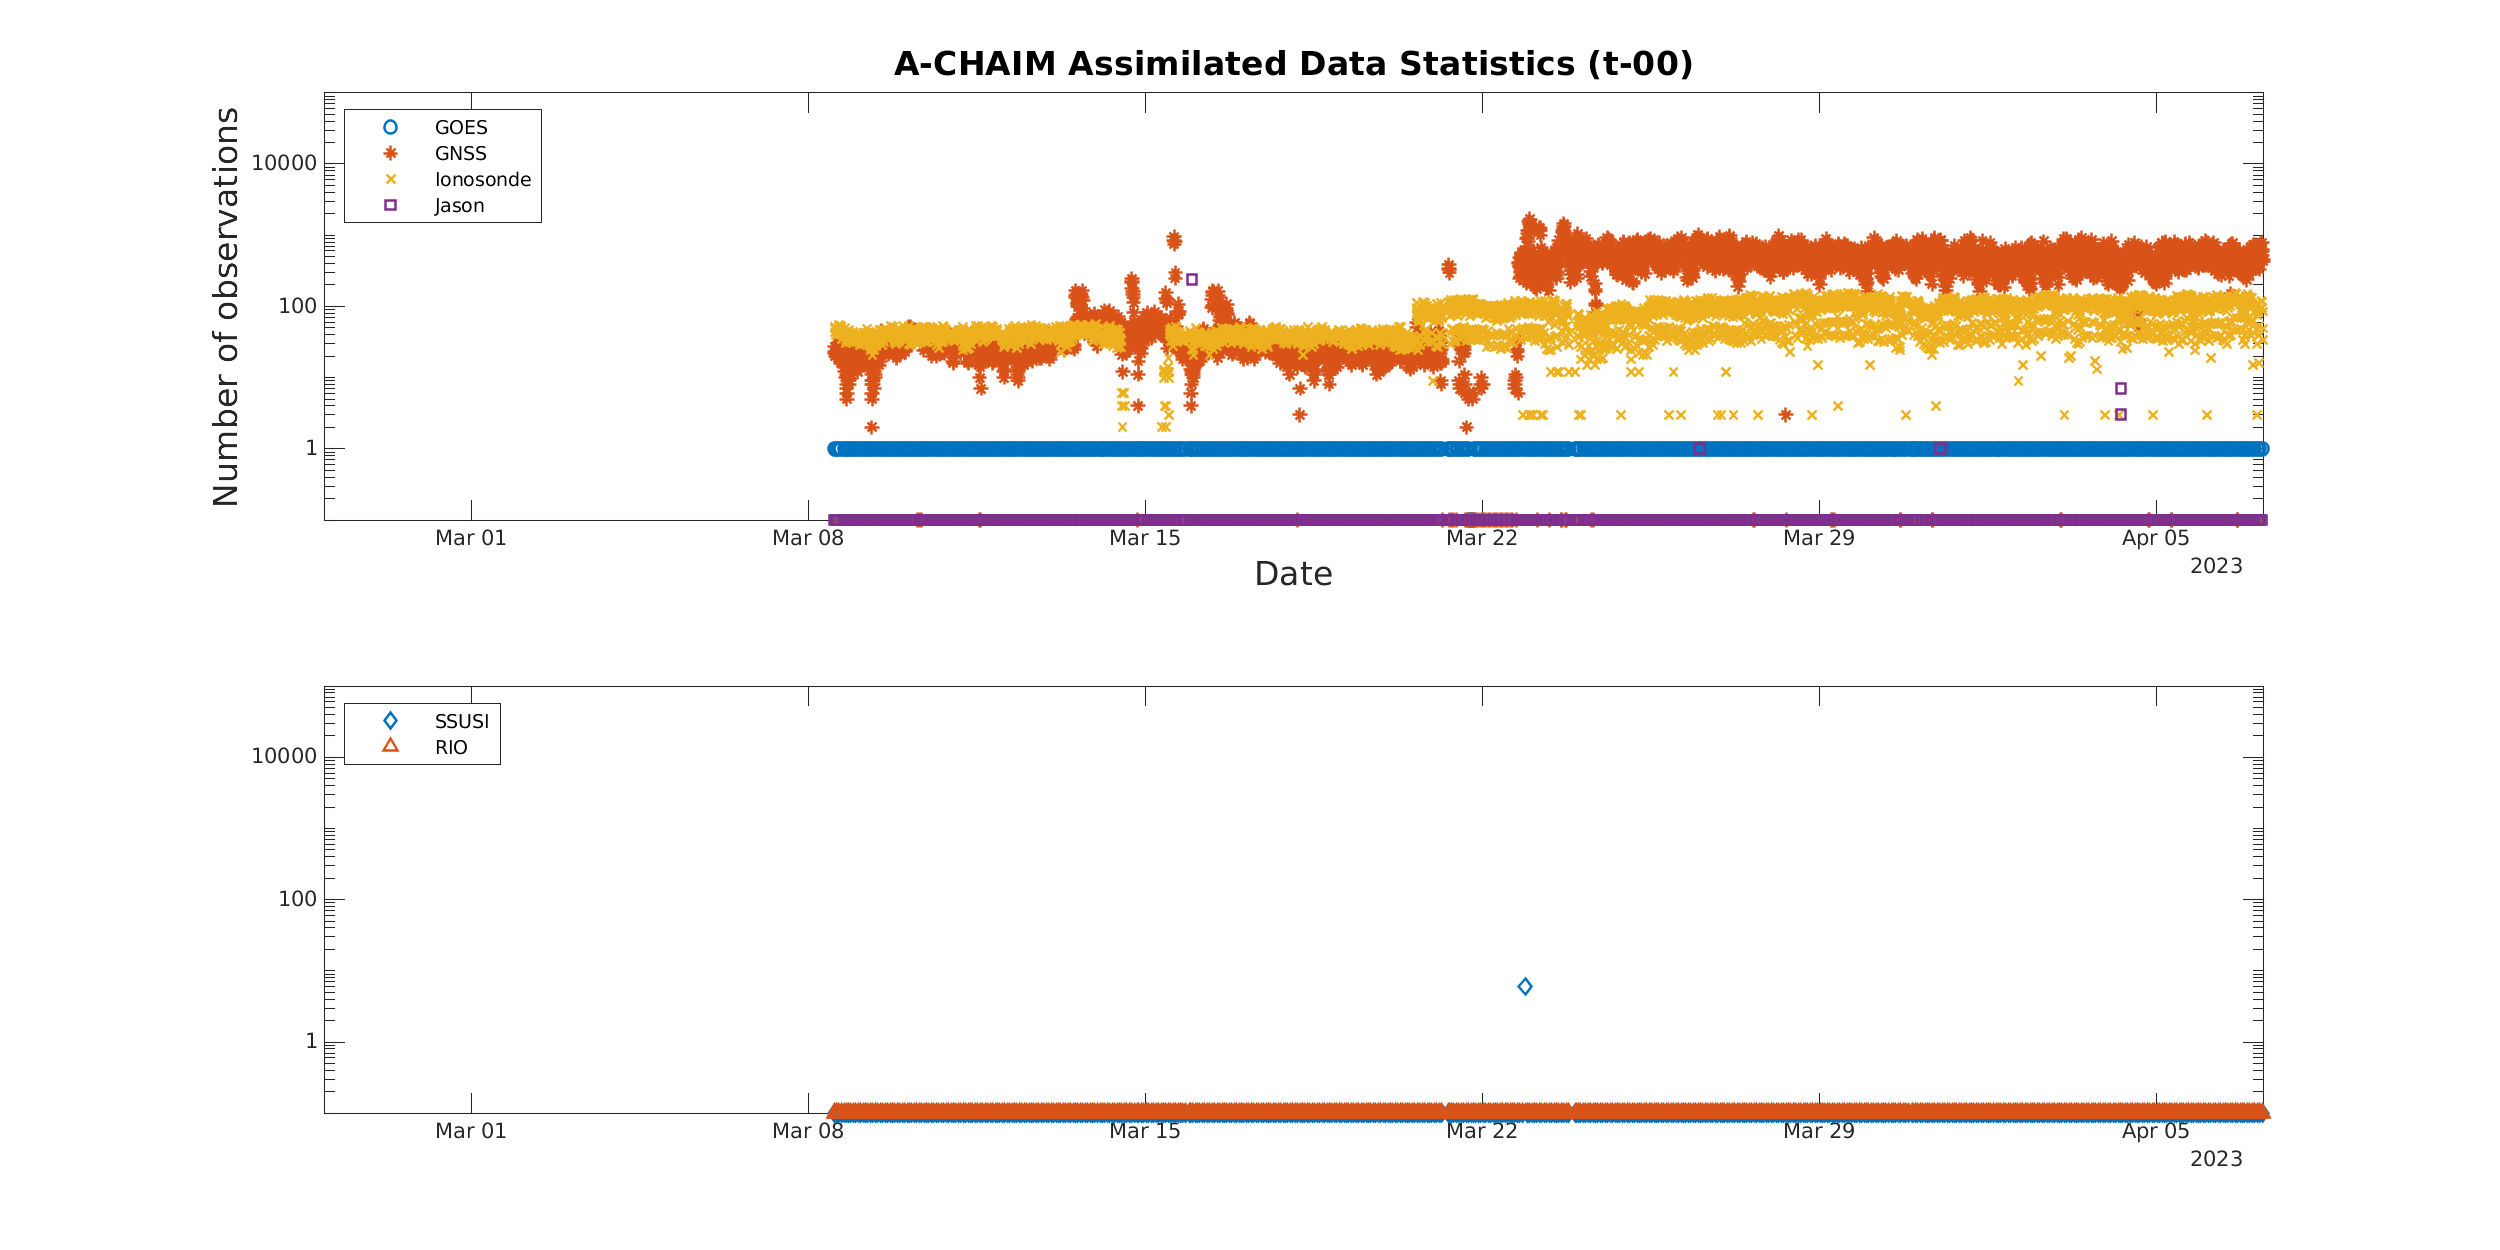 A-CHAIM Assimilated Data Statistics (t-00)
Number of observations
GOES
GNSS
Ionosonde
Jason
10000
100
1
Mar 01 Mar 08 Mar 15 Mar 22 Mar 29 Apr 05
2023
Date
SSUSI
RIO
10000
100
1
Mar 01 Mar 08 Mar 15 Mar 22 Mar 29 Apr 05
2023